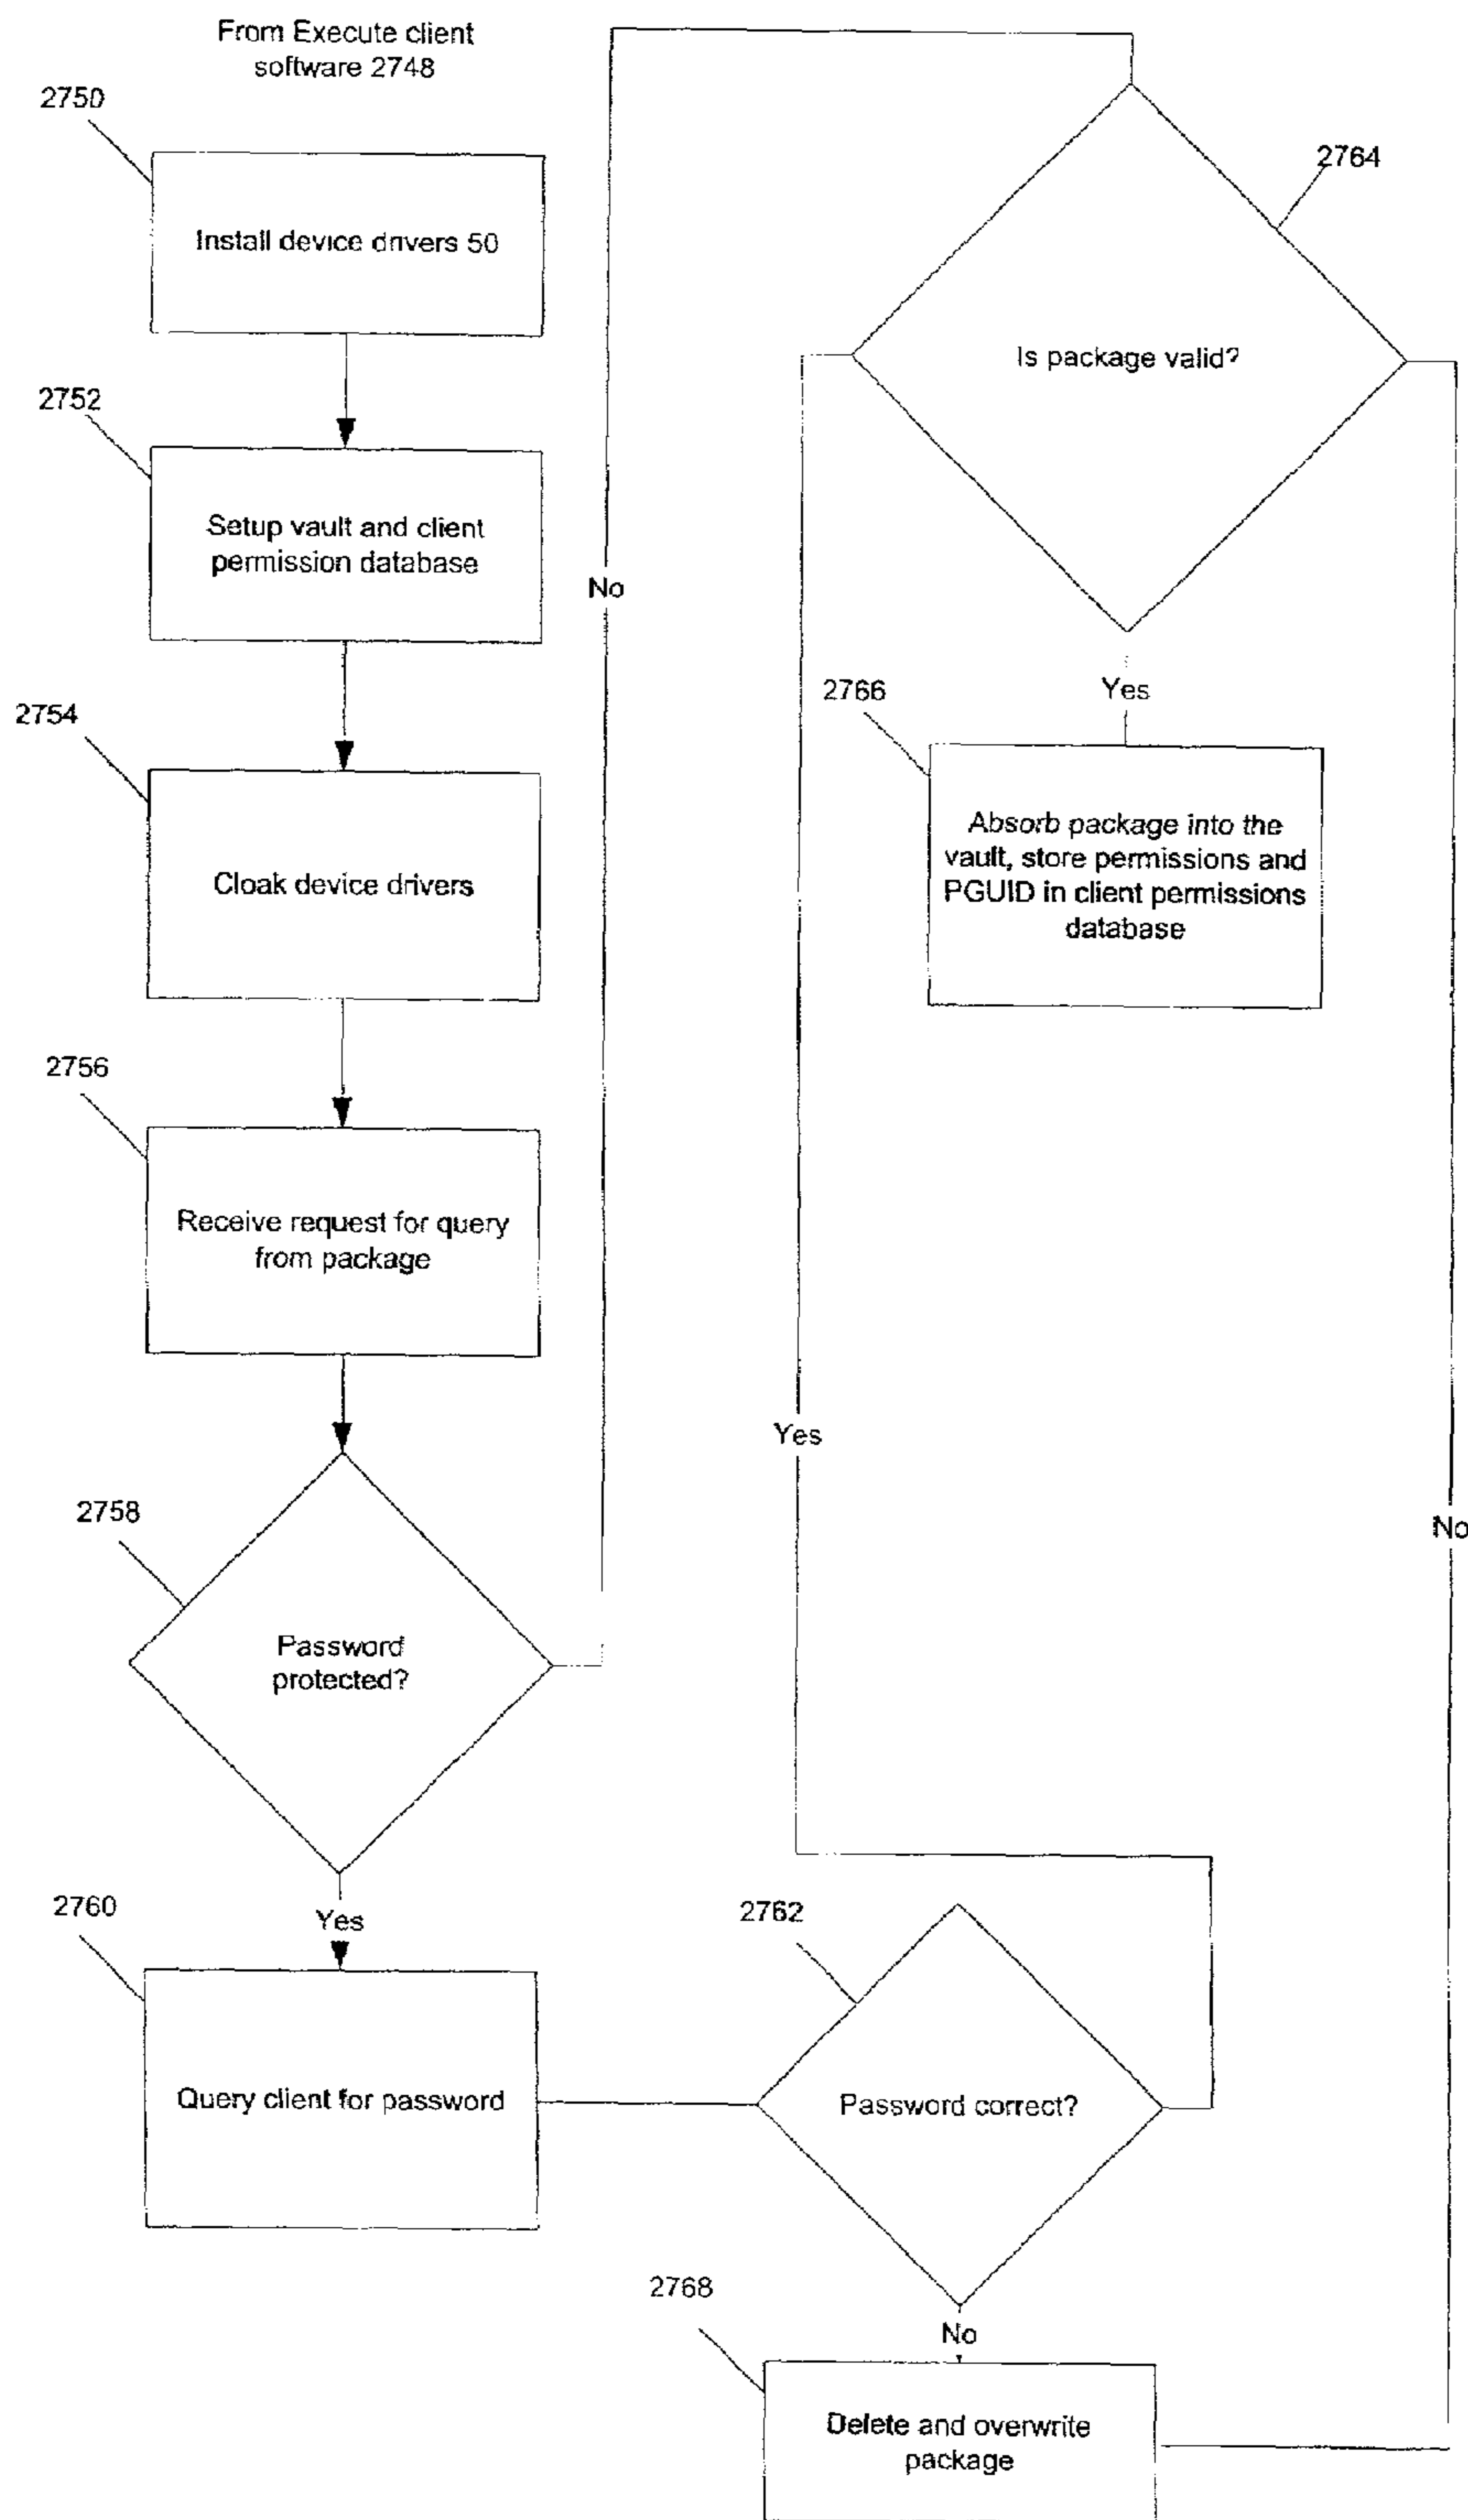 From Execute client
software 2748
2750
Install device drivers 50
2752
Setup vault and client
permission database
2754
Cloak device drivers
2756
Receive request for query
from package
2758
Password
protected?
Yes
No
2760
Query client for password
2762
Password correct?
Yes
No
2764
Is package valid?
Yes
No
2766
Absorb package into the
vault, store permissions and
PGUID in client permissions
database
2768
Delete and overwrite
package